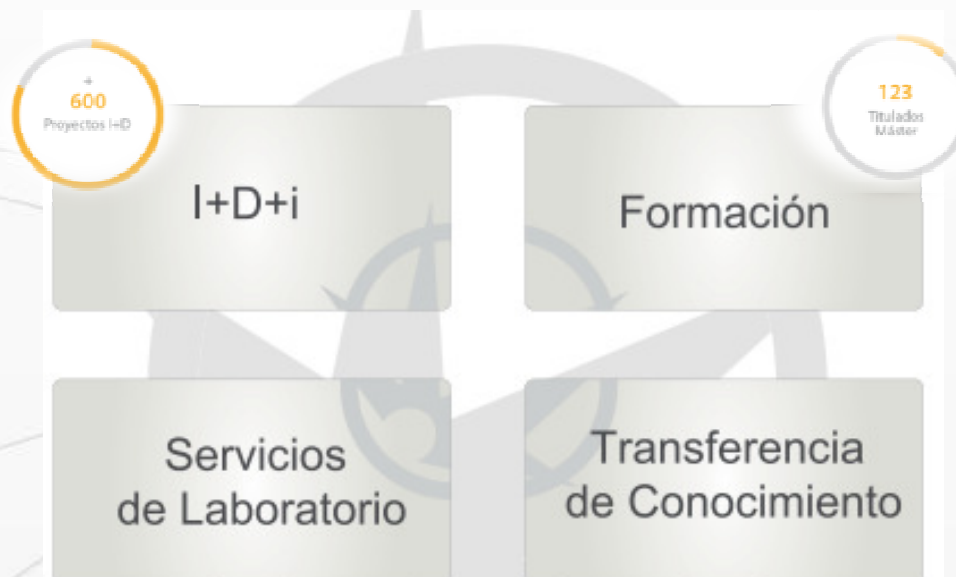 +
600
Proyectos I+D
I+D+i
123
Titulados
Máster
Formación
Servicios
de Laboratorio
Transferencia
de Conocimiento